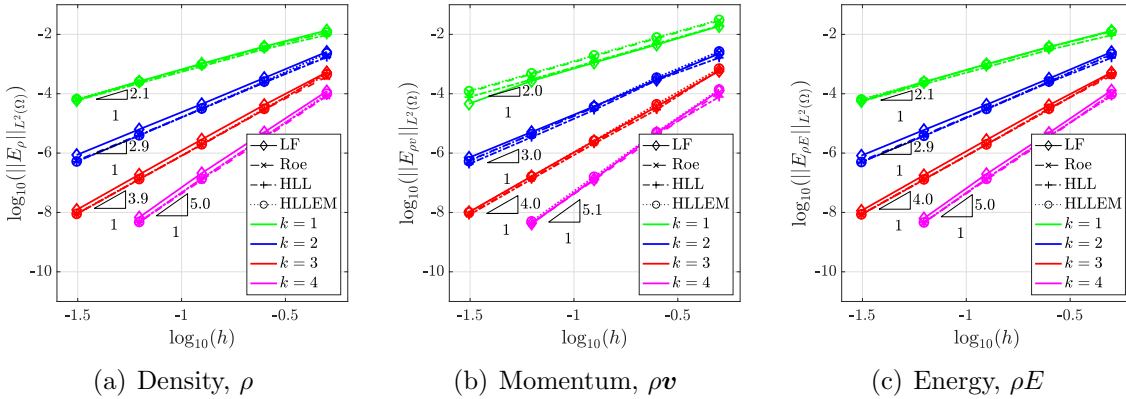 -2
-4
-6
-8
-10
log₁₀(||E_ρ||_{L²(Ω)})
2.1
1
2.9
1
3.9
1
5.0
1
LF
Roe
HLL
HLLEM
k = 1
k = 2
k = 3
k = 4
-1.5 -1 -0.5
log₁₀(h)
(a) Density, ρ
-2
-4
-6
-8
-10
log₁₀(||E_{ρv}||_{L²(Ω)})
2.0
1
3.0
1
4.0
1
5.1
1
LF
Roe
HLL
HLLEM
k = 1
k = 2
k = 3
k = 4
-1.5 -1 -0.5
log₁₀(h)
(b) Momentum, ρv
-2
-4
-6
-8
-10
log₁₀(||E_{ρE}||_{L²(Ω)})
2.1
1
2.9
1
4.0
1
5.0
1
LF
Roe
HLL
HLLEM
k = 1
k = 2
k = 3
k = 4
-1.5 -1 -0.5
log₁₀(h)
(c) Energy, ρE